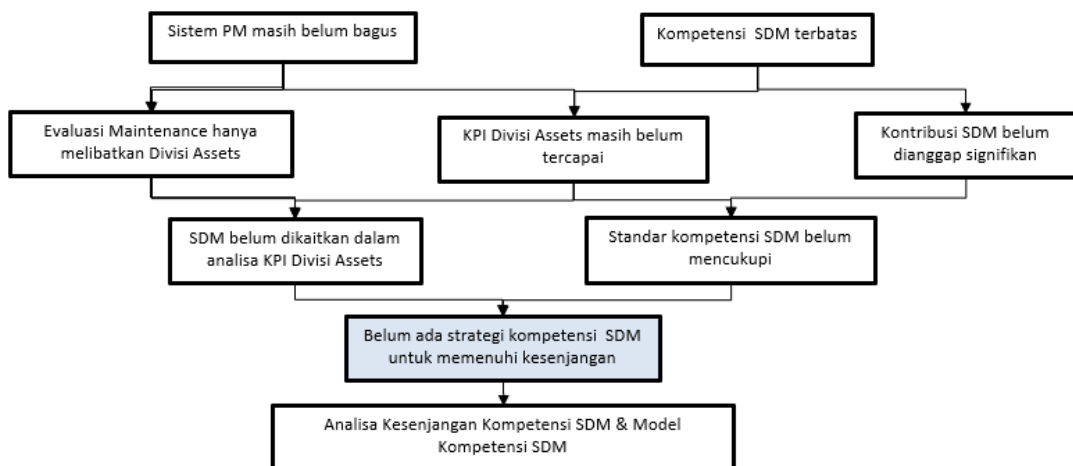 Sistem PM masih belum bagus
Kompetensi SDM terbatas
Evaluasi Maintenance hanya
melibatkan Divisi Assets
KPI Divisi Assets masih belum
tercapai
Kontribusi SDM belum
dianggap signifikan
SDM belum dikaitkan dalam
analisa KPI Divisi Assets
Standar kompetensi SDM belum
mencukupi
Belum ada strategi kompetensi SDM
untuk memenuhi kesenjangan
Analisa Kesenjangan Kompetensi SDM & Model
Kompetensi SDM